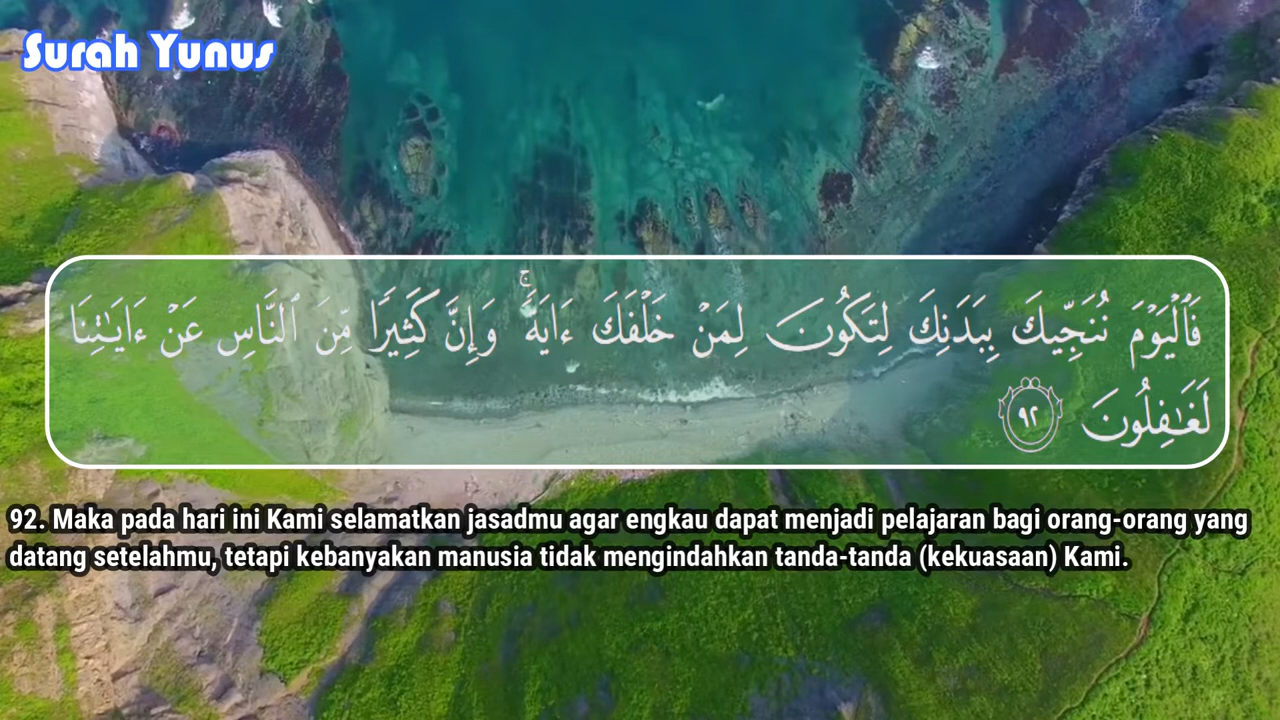 Surah Yunus
فَٱلْيَوْمَ نُنَجِّيكَ بِبَدَنِكَ لِتَكُونَ لِمَنْ خَلْفَكَ ءَايَةًۚ وَإِنَّ كَثِيرًا مِّنَ ٱلنَّاسِ عَنْ ءَايَـٰتِنَا
لَغَـٰفِلُونَ ٩٢
92. Maka pada hari ini Kami selamatkan jasadmu agar engkau dapat menjadi pelajaran bagi orang-orang yang
datang setelahmu, tetapi kebanyakan manusia tidak mengindahkan tanda-tanda (kekuasaan) Kami.